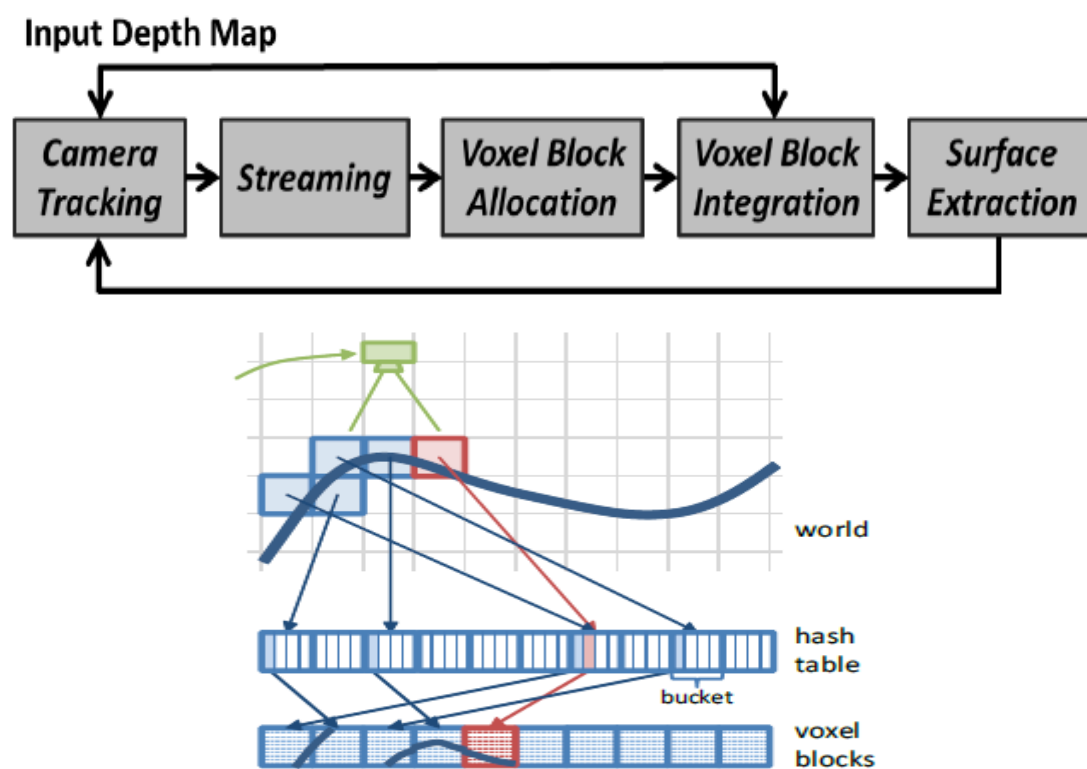 Input Depth Map
Camera
Tracking
Streaming
Voxel Block
Allocation
Voxel Block
Integration
Surface
Extraction
world
hash
table
bucket
voxel
blocks